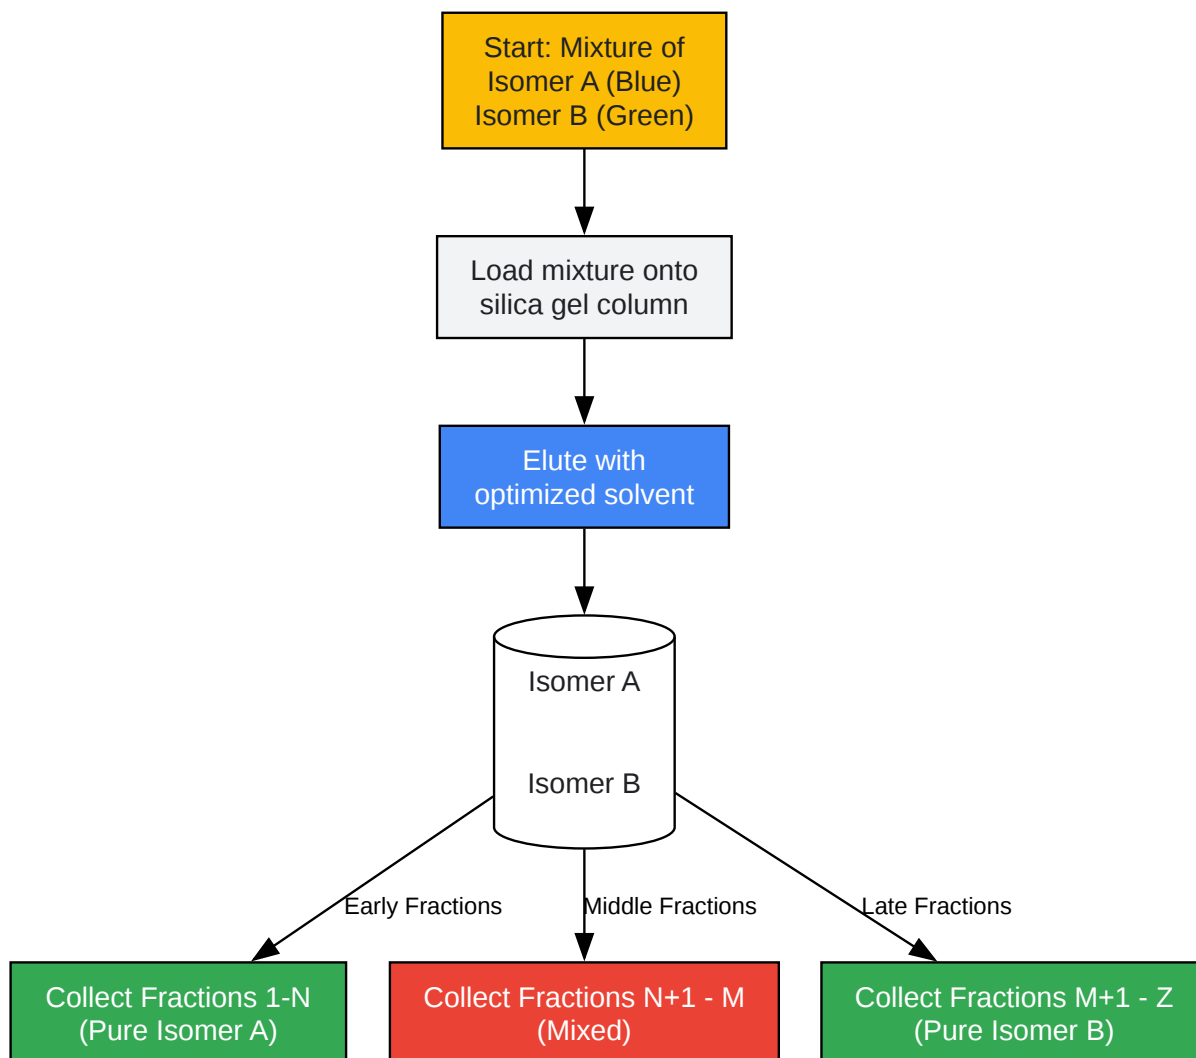 Start: Mixture of
Isomer A (Blue)
Isomer B (Green)
Load mixture onto
silica gel column
Elute with
optimized solvent
Isomer A
Isomer B
Early Fractions
Middle Fractions
Late Fractions
Collect Fractions 1-N
(Pure Isomer A)
Collect Fractions N+1 - M
(Mixed)
Collect Fractions M+1 - Z
(Pure Isomer B)